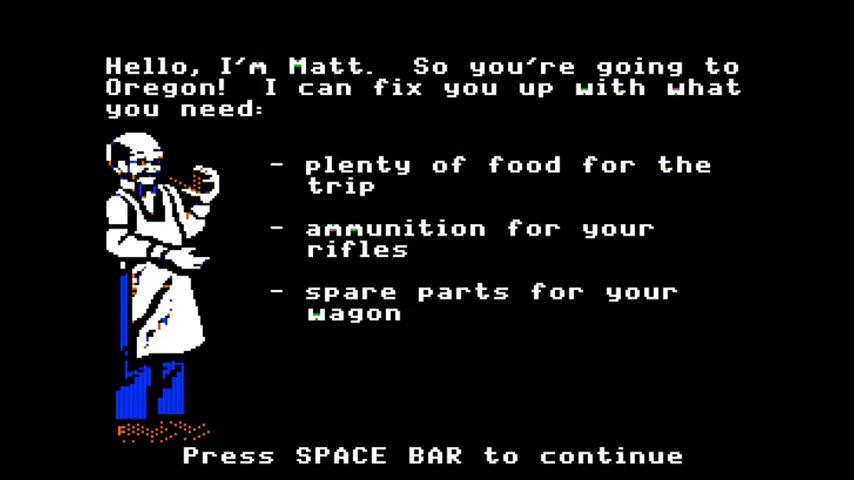 Hello, I'm Matt. So you're going to
Oregon! I can fix you up with what
you need:
- plenty of food for the
trip
- ammunition for your
rifles
- spare parts for your
wagon
Press SPACE BAR to continue